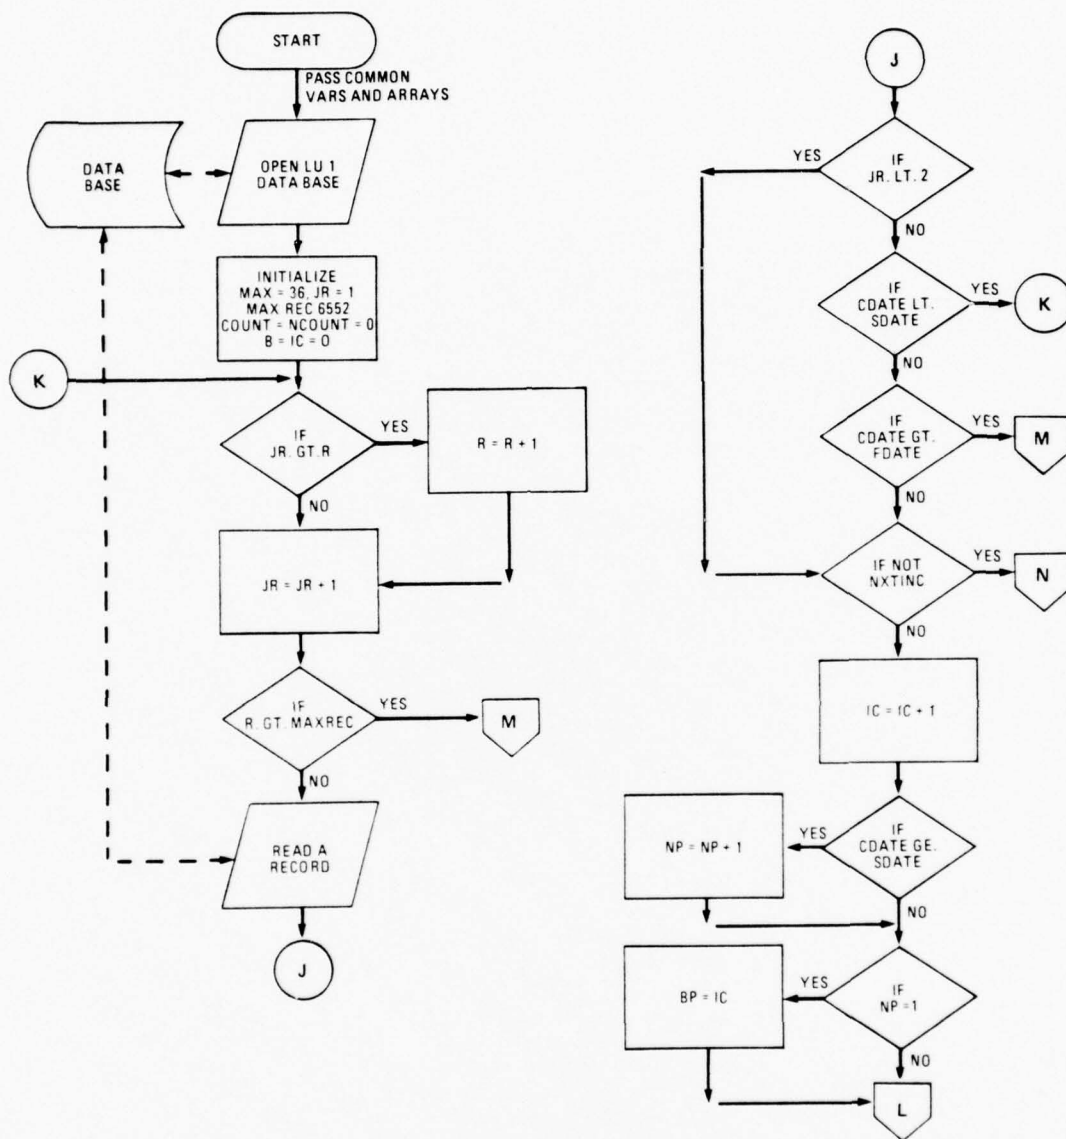 START
PASS COMMON
VARS AND ARRAYS
DATA
BASE
OPEN LU 1
DATA BASE
INITIALIZE
MAX = 36, JR = 1
MAX REC 6552
COUNT = NCOUNT = 0
B = IC = 0
K
IF
JR. GT. R
YES
R = R + 1
NO
JR = JR + 1
IF
R. GT. MAXREC
YES
M
NO
READ A
RECORD
J
J
YES
IF
JR. LT. 2
NO
IF
CDATE LT.
SDATE
YES
K
NO
IF
CDATE GT.
FDATE
YES
M
NO
IF NOT
NXTINC
YES
N
NO
IC = IC + 1
NP = NP + 1
YES
IF
CDATE GE.
SDATE
NO
BP = IC
YES
IF
NP = 1
NO
L